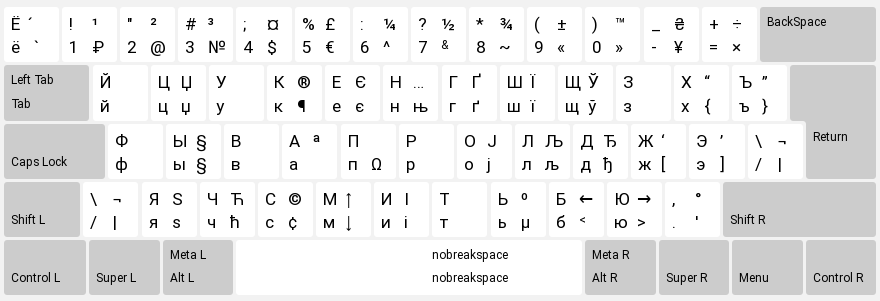 Ё ´ ! ¹ " ² # ³ ; ¤ % £ : ¼ ? ½ * ¾ ( ± ) ™ _ ₴ + ÷ BackSpace
ё ` 1 ₽ 2 @ 3 № 4 $ 5 € 6 ^ 7 & 8 ~ 9 « 0 » - ¥ = ×
Left Tab Й Ц Џ У К ® Е Є Н … Г Ґ Ш Ї Щ Ў З Х “ Ъ ”
Tab й ц џ у к ¶ е є н њ г ґ ш ї щ ў з х { ъ }
Ф Ы § В А ª П Р О Ј Л Љ Д Ђ Ж ‘ Э ’ \ ¬ Return
Caps Lock ф ы § в а п Ω р о ј л љ д ђ ж [ э ] / |
\ ¬ Я Ѕ Ч Ћ С © М ↑ И І Т Ь º Б ← Ю → , °
Shift L / | я ѕ ч ћ с ¢ м ↓ и і т ь µ б < ю > . ' Shift R
Meta L nobreakspace Meta R
Control L Super L Alt L nobreakspace Alt R Super R Menu Control R